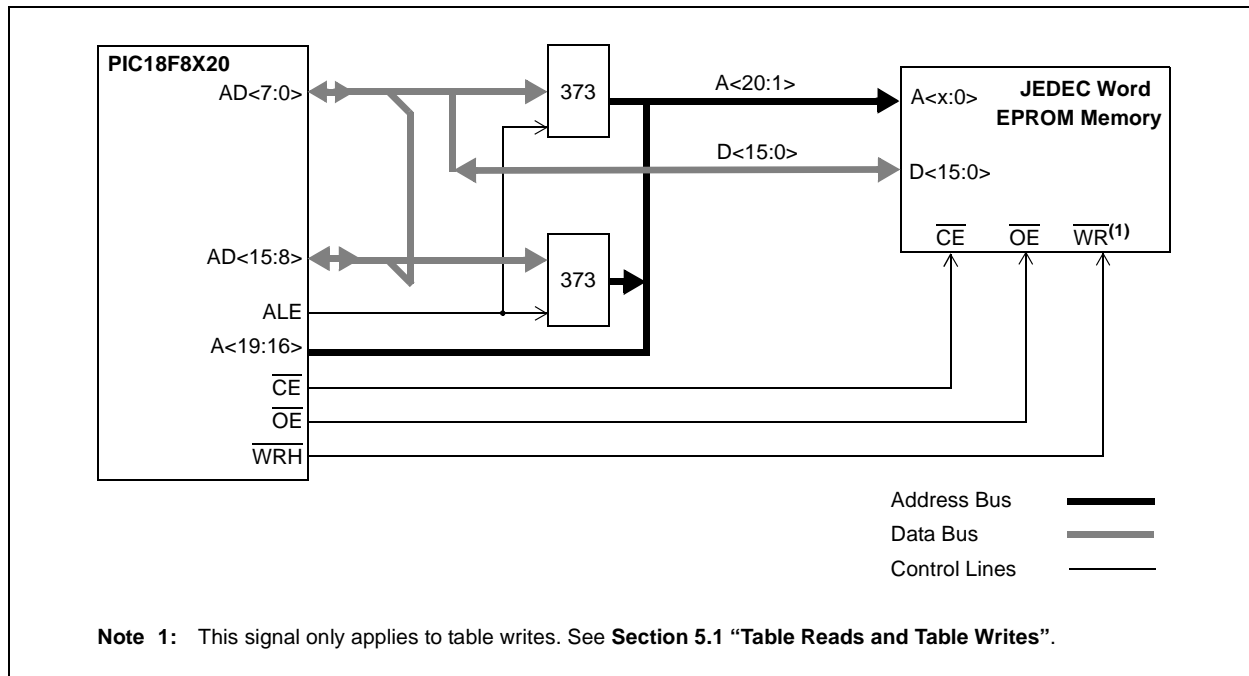 PIC18F8X20
AD<7:0>
373
A<20:1>
A<x:0>
JEDEC Word
EPROM Memory
D<15:0>
D<15:0>
CE
OE
WR(1)
AD<15:8>
373
ALE
A<19:16>
CE
OE
WRH
Address Bus
Data Bus
Control Lines
Note 1: This signal only applies to table writes. See Section 5.1 “Table Reads and Table Writes”.